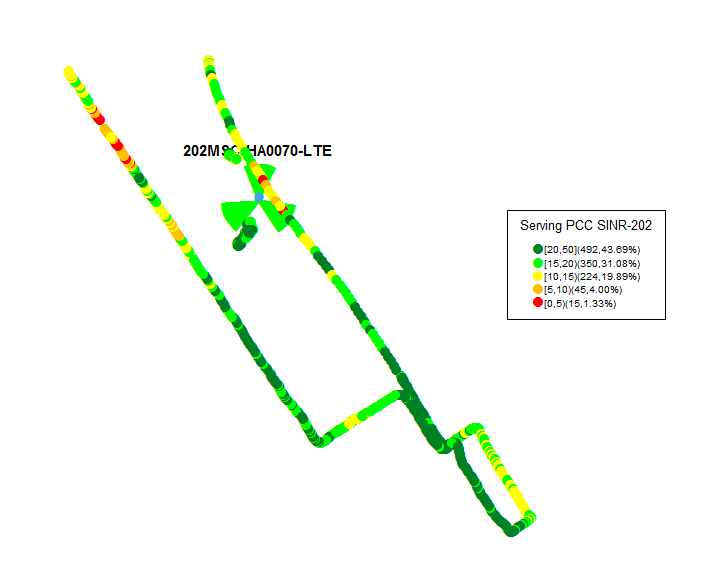 202MS
HA0070-LTE
Serving PCC SINR-202
[20,50](492,43.69%)
[15,20)(350,31.08%)
[10,15)(224,19.89%)
[5,10)(45,4.00%)
[0,5)(15,1.33%)